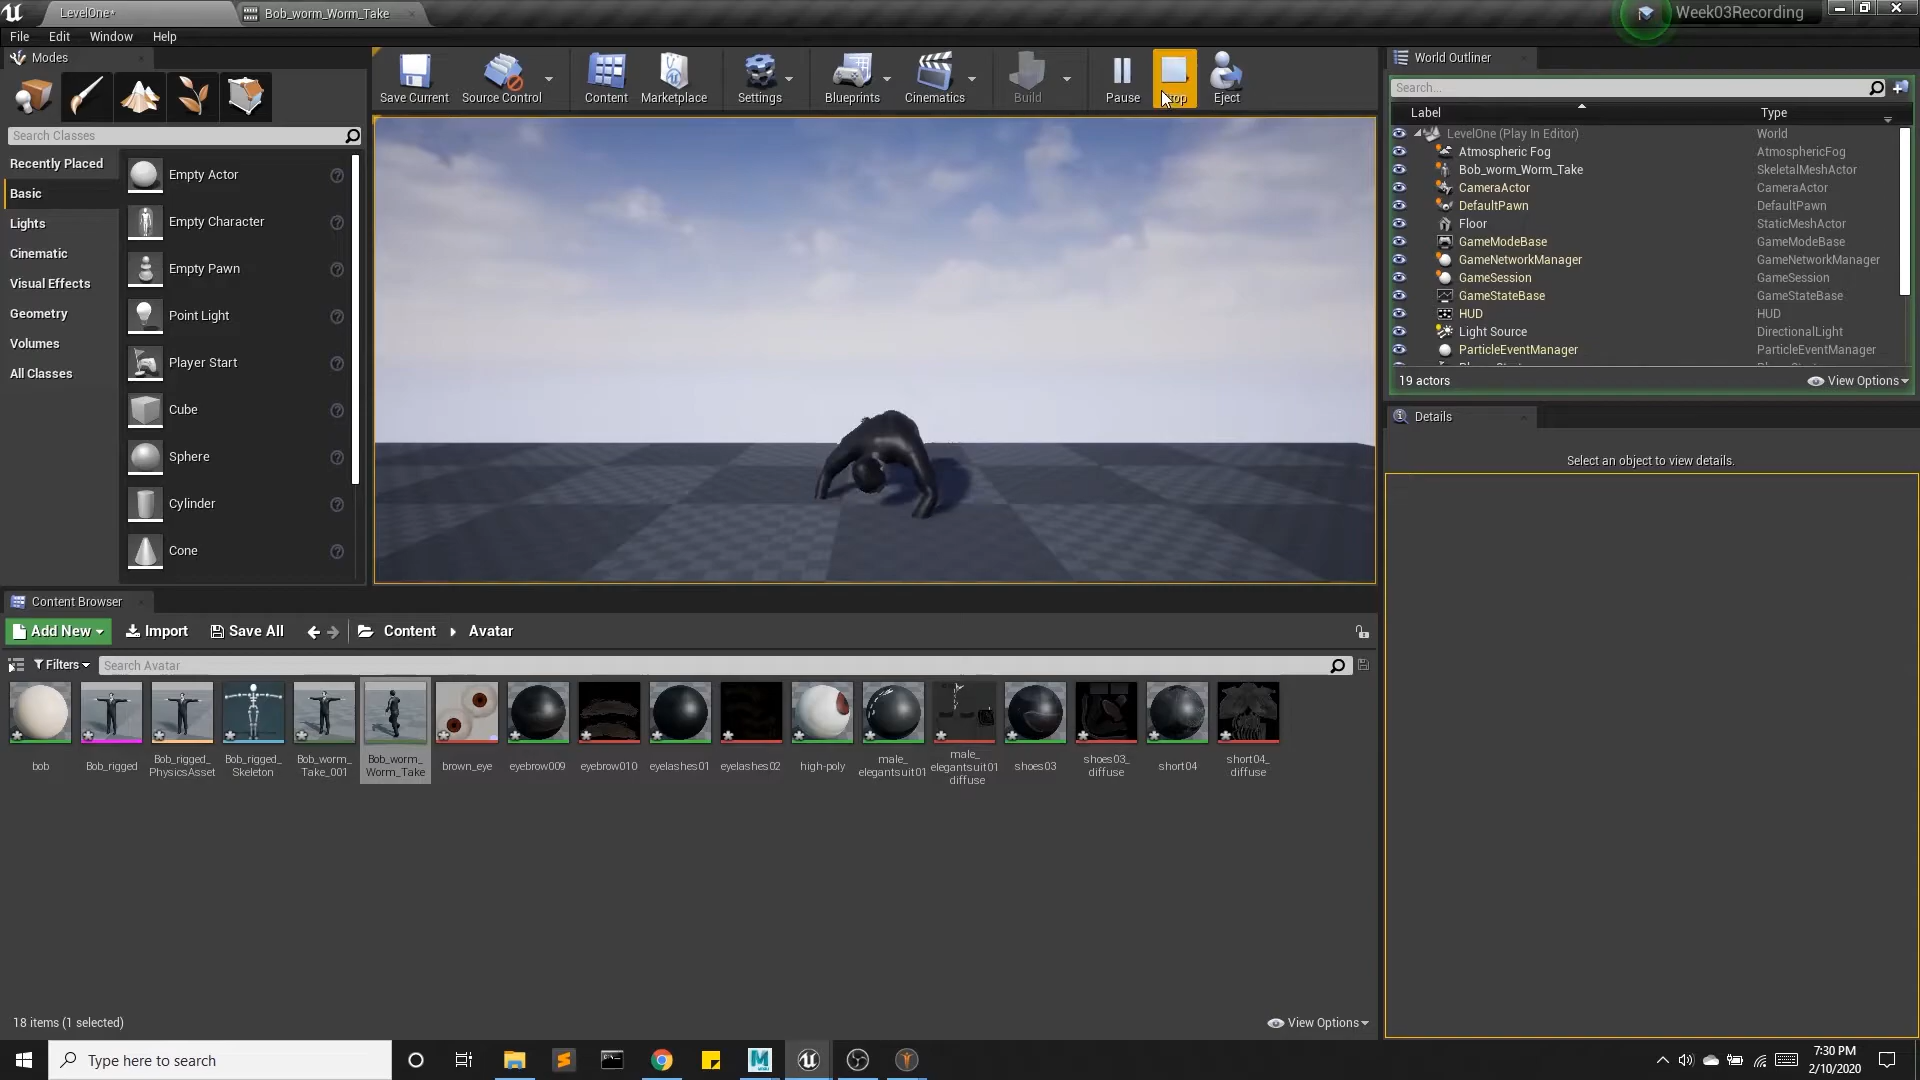 LevelOne*
Bob_worm_Worm_Take
Week03Recording
File Edit Window Help
Modes
Save Current
Source Control
Content
Marketplace
Settings
Blueprints
Cinematics
Build
Pause
Eject
Search Classes
Recently Placed
Basic
Lights
Cinematic
Visual Effects
Geometry
Volumes
All Classes
Empty Actor
Empty Character
Empty Pawn
Point Light
Player Start
Cube
Sphere
Cylinder
Cone
World Outliner
Search...
Label Type
LevelOne (Play In Editor) World
Atmospheric Fog AtmosphericFog
Bob_worm_Worm_Take SkeletalMeshActor
CameraActor CameraActor
DefaultPawn DefaultPawn
Floor StaticMeshActor
GameModeBase GameModeBase
GameNetworkManager GameNetworkManager
GameSession GameSession
GameStateBase GameStateBase
HUD HUD
Light Source DirectionalLight
ParticleEventManager ParticleEventManager
19 actors
View Options
Details
Select an object to view details.
Content Browser
Add New
Import
Save All
Content
Avatar
Filters
Search Avatar
bob
Bob_rigged
Bob_rigged_
PhysicsAsset
Bob_rigged_
Skeleton
Bob_worm_
Take_001
Bob_worm_
Worm_Take
brown_eye
eyebrow009
eyebrow010
eyelashes01
eyelashes02
high-poly
male_
elegantsuit01
male_
elegantsuit01
diffuse
shoes03
shoes03_
diffuse
short04
short04_
diffuse
18 items (1 selected)
View Options
Type here to search
7:30 PM
2/10/2020